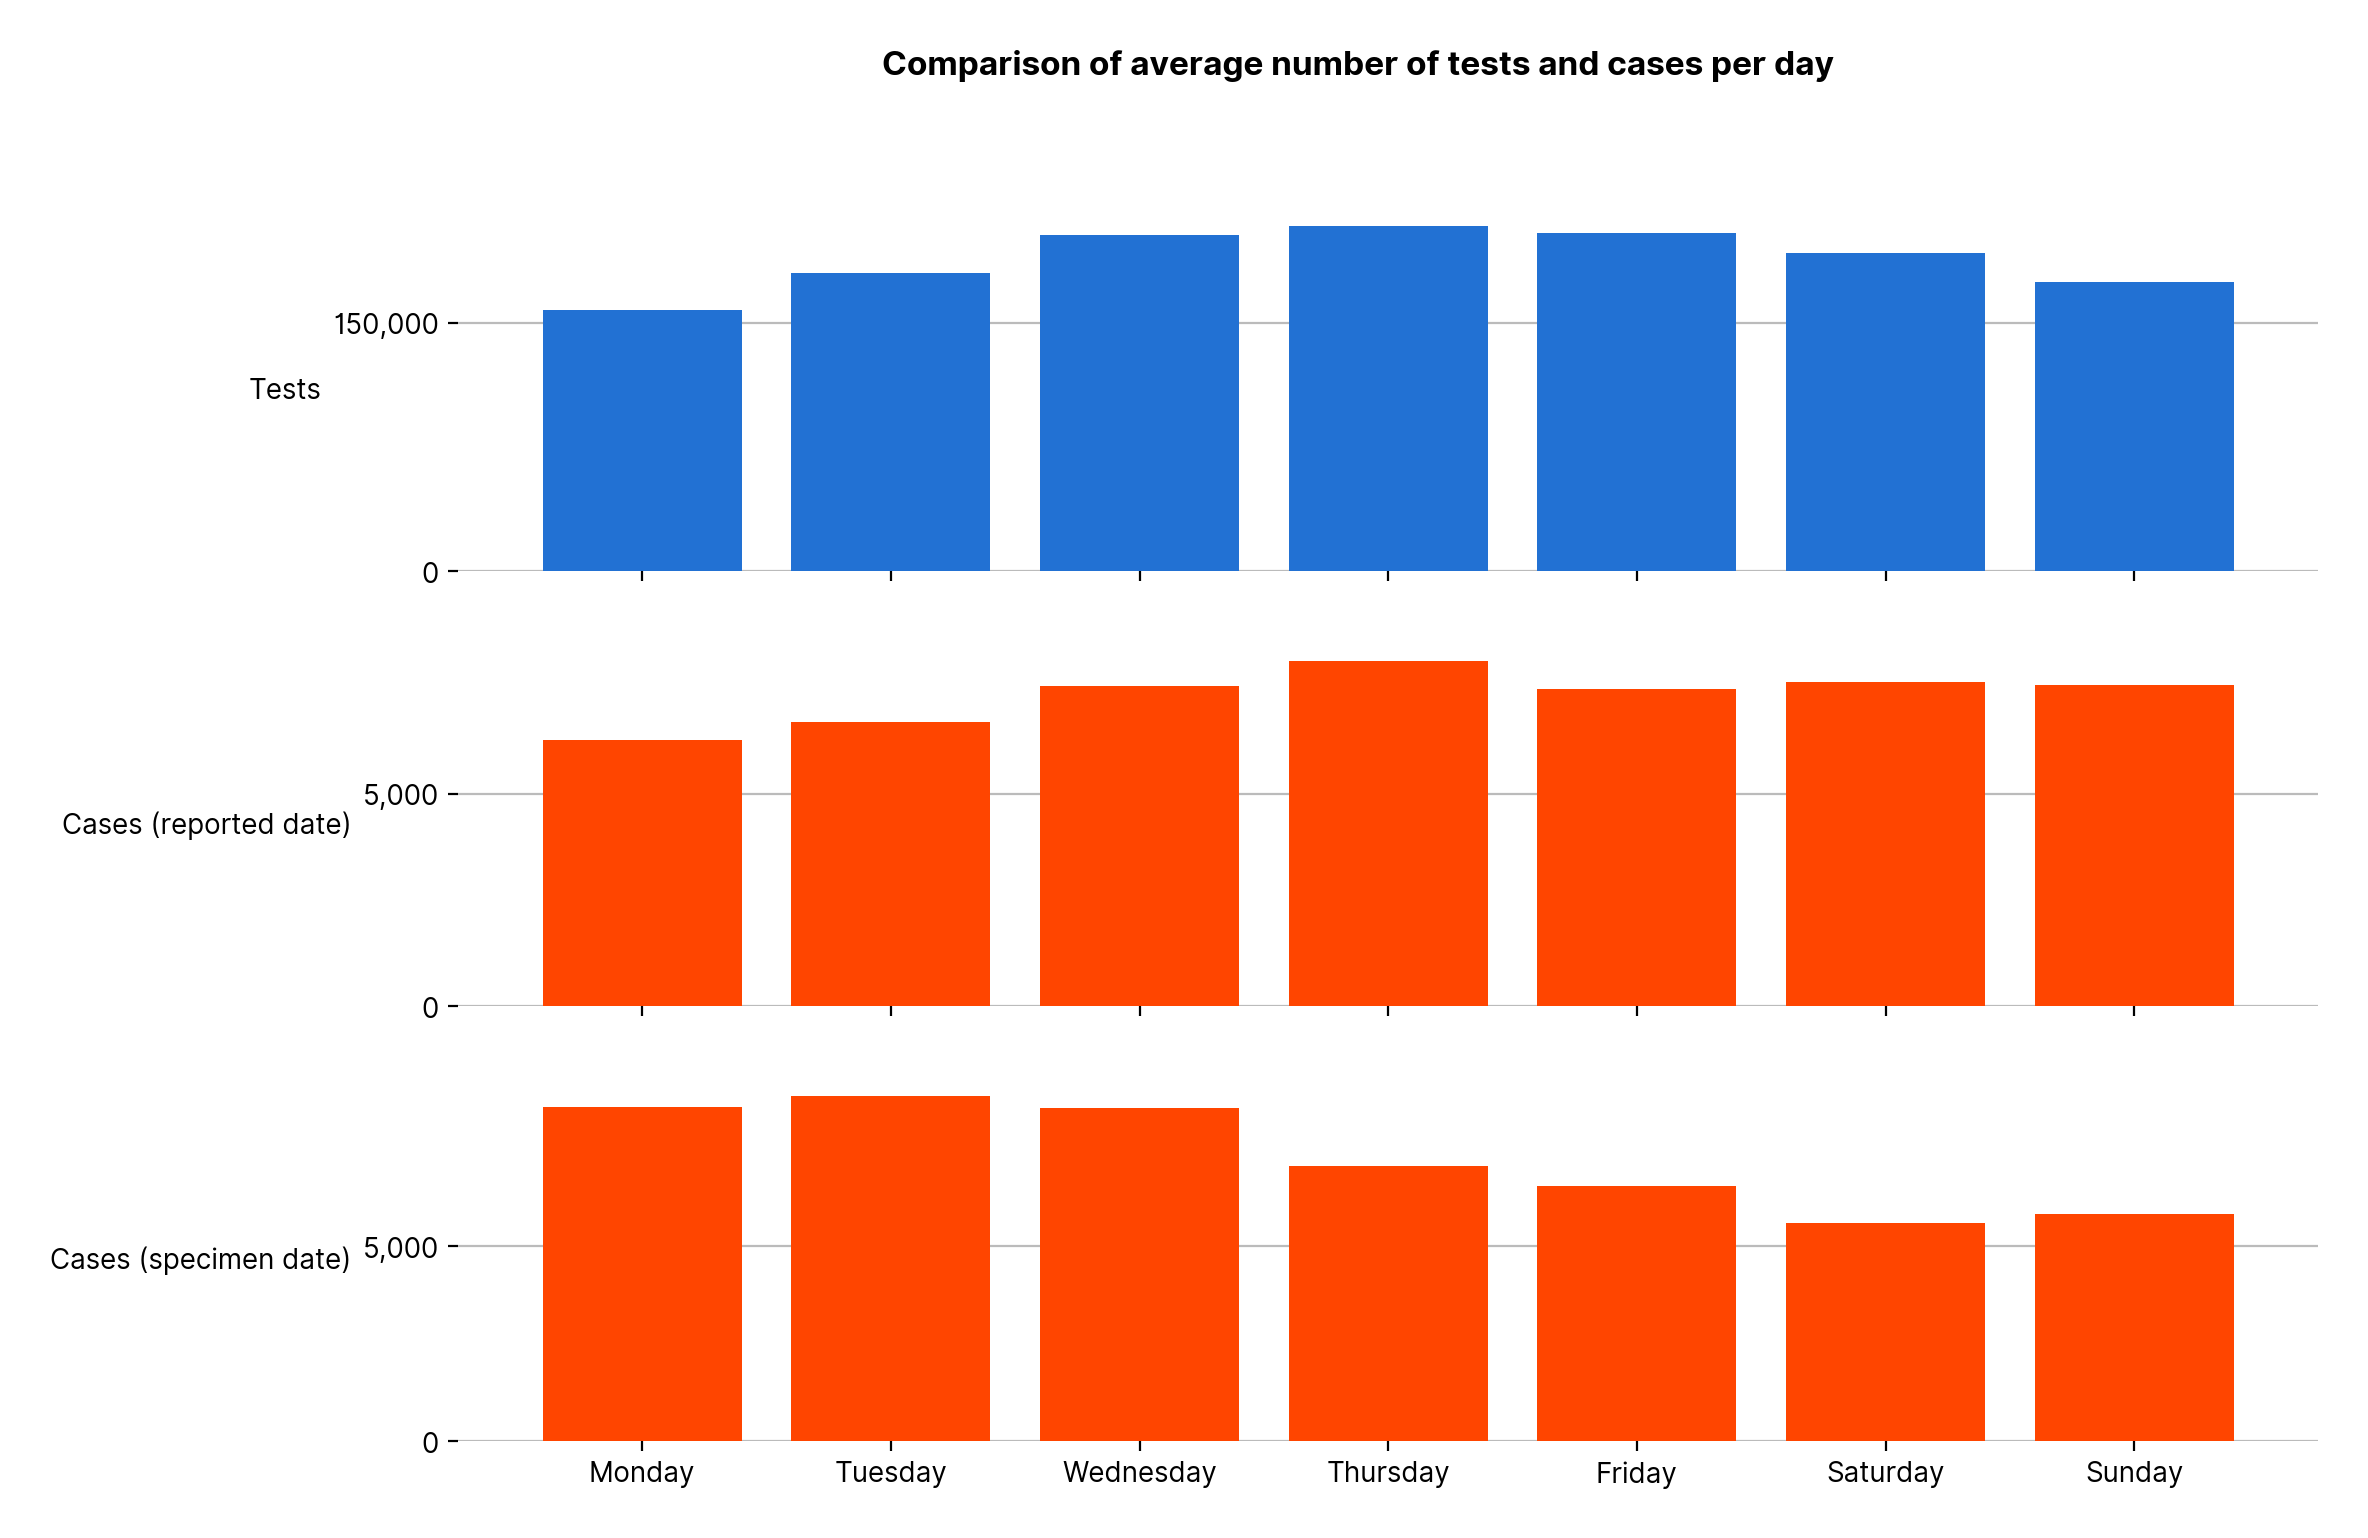 Comparison of average number of tests and cases per day
150,000
Tests
0
5,000
Cases (reported date)
0
5,000
Cases (specimen date)
0
Monday Tuesday Wednesday Thursday Friday Saturday Sunday